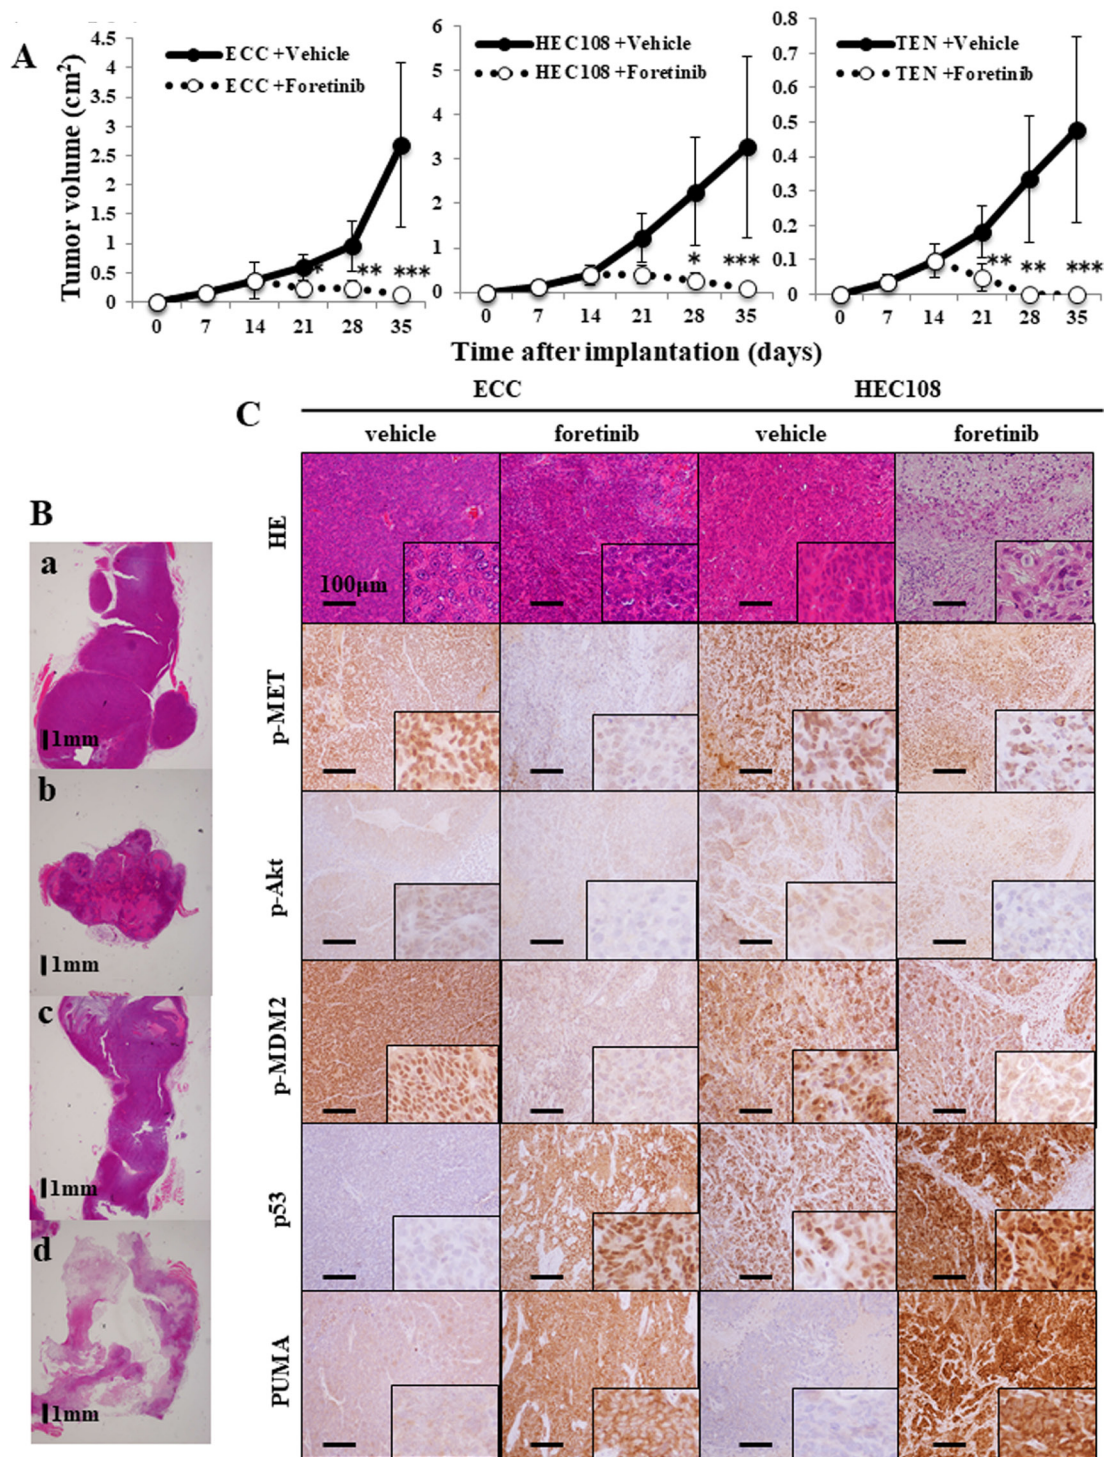 A
Tumor volume (cm²)
4.5
4
3.5
3
2.5
2
1.5
1
0.5
0
ECC +Vehicle
ECC +Foretinib
* ** ***
0 7 14 21 28 35
6
5
4
3
2
1
0
HEC108 +Vehicle
HEC108 +Foretinib
* ***
0 7 14 21 28 35
0.8
0.7
0.6
0.5
0.4
0.3
0.2
0.1
0
TEN +Vehicle
TEN +Foretinib
** ** ***
0 7 14 21 28 35
Time after implantation (days)
B
a
1mm
b
1mm
c
1mm
d
1mm
C
ECC HEC108
vehicle foretinib vehicle foretinib
HE
100µm
p-MET
p-Akt
p-MDM2
p53
PUMA